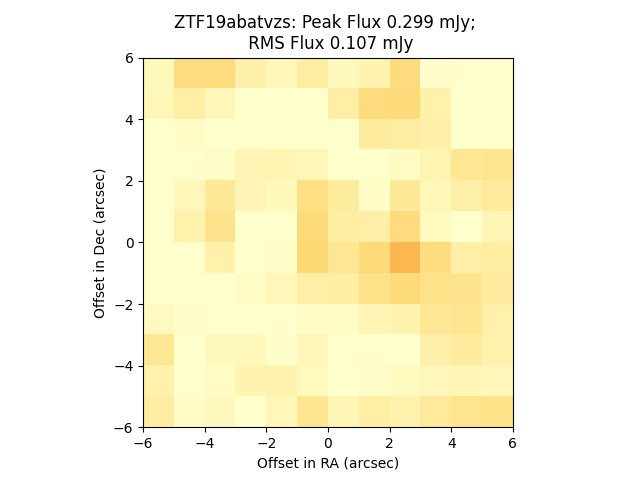 ZTF19abatvzs: Peak Flux 0.299 mJy;
RMS Flux 0.107 mJy
6
4
2
0
−2
−4
−6
Offset in Dec (arcsec)
−6 −4 −2 0 2 4 6
Offset in RA (arcsec)